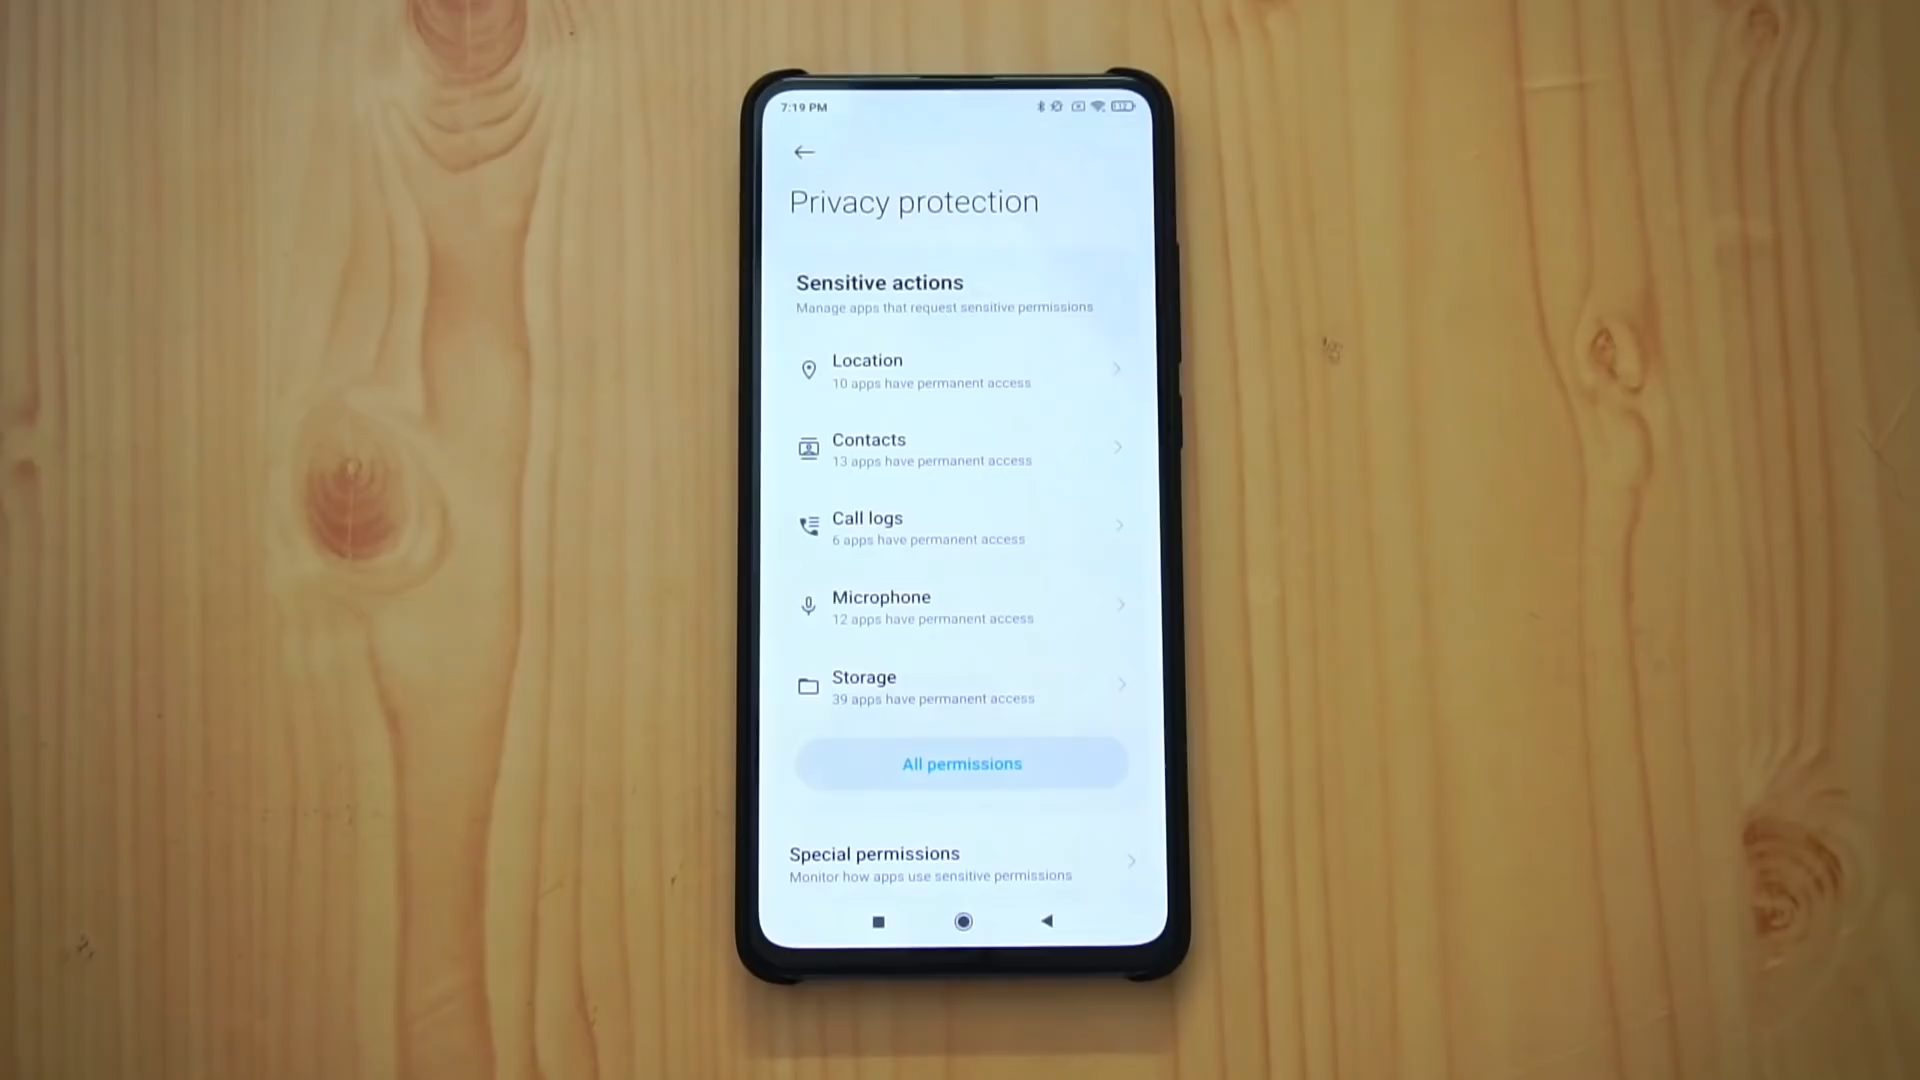 7:19 PM
Privacy protection
Sensitive actions
Manage apps that request sensitive permissions
Location
10 apps have permanent access
Contacts
13 apps have permanent access
Call logs
6 apps have permanent access
Microphone
12 apps have permanent access
Storage
39 apps have permanent access
All permissions
Special permissions
Monitor how apps use sensitive permissions